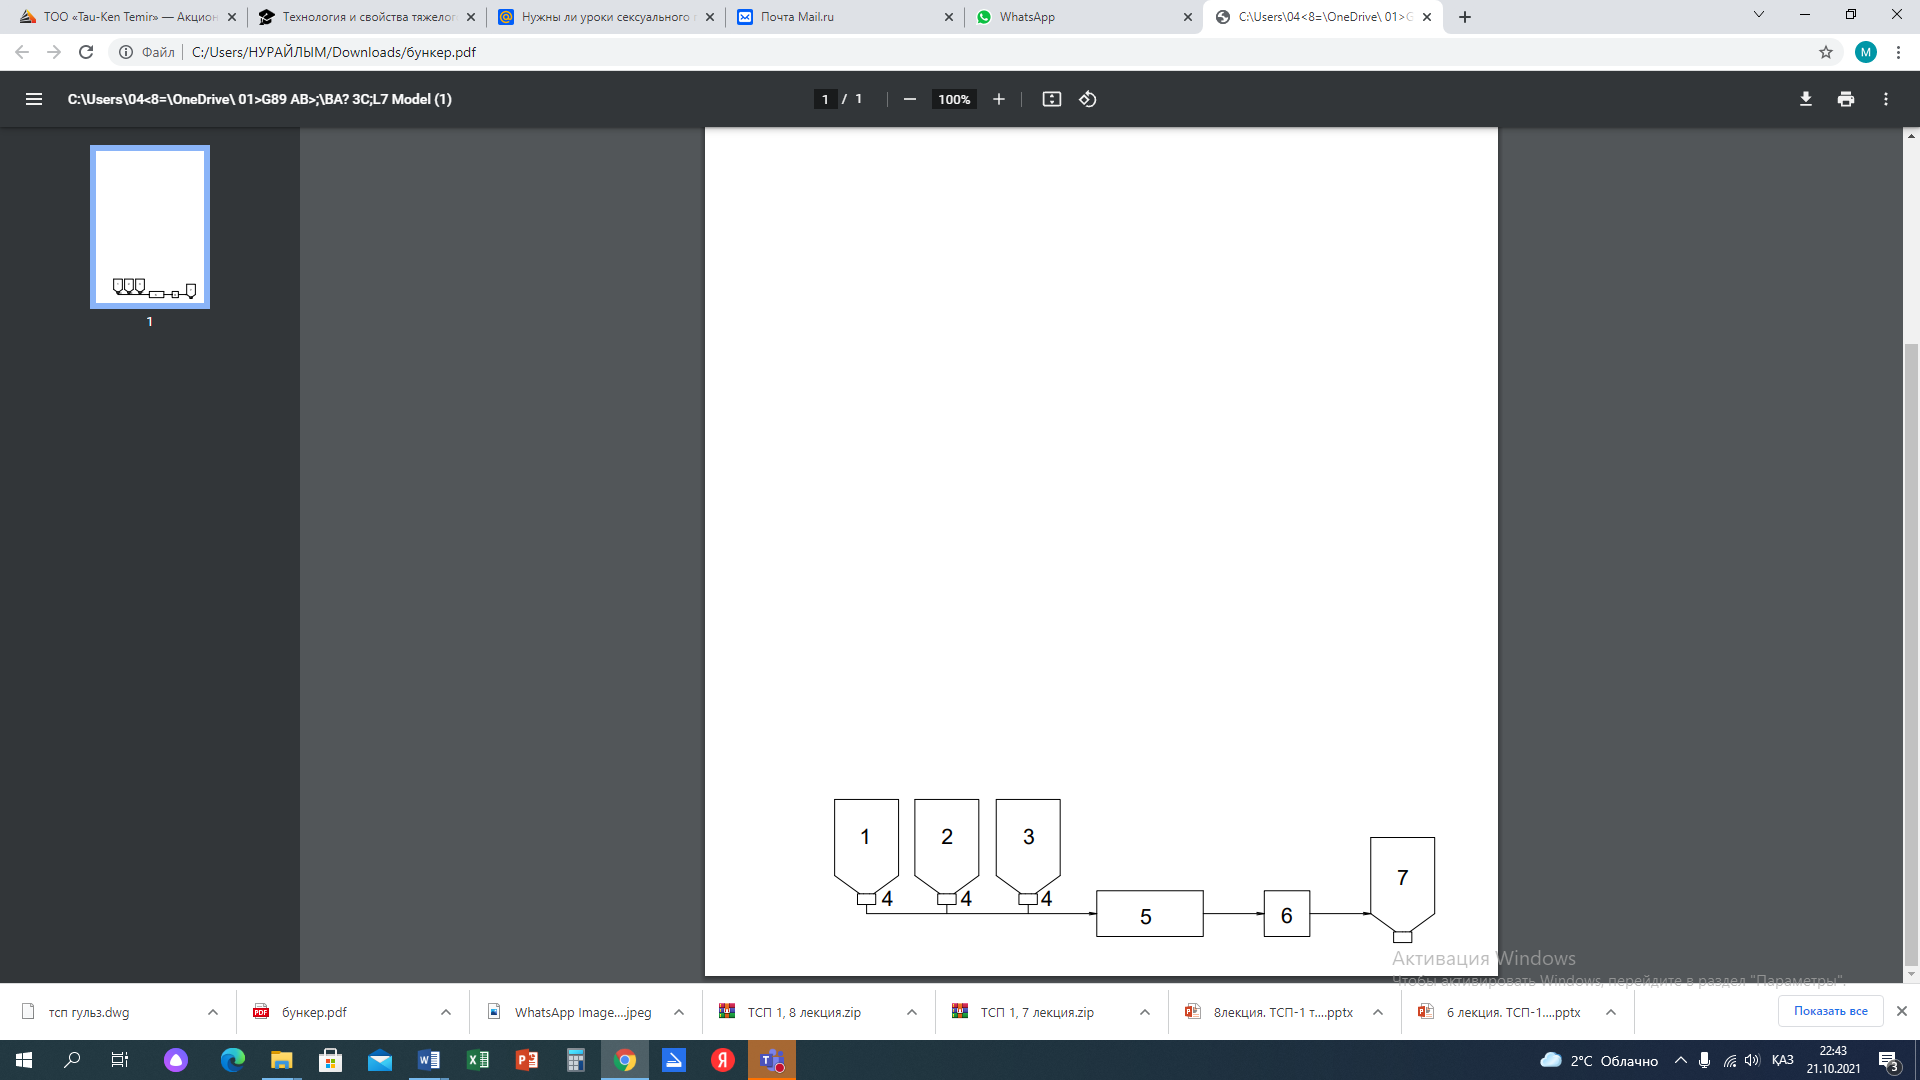 ТОО «Tau-Ken Temir» — Акцион
Технология и свойства тяжелог
Нужны ли уроки сексуального
Почта Mail.ru
WhatsApp
C:\Users\04<8=\OneDrive\ 01>G
Файл
C:/Users/НУРАЙЛЫМ/Downloads/бункер.pdf
М
C:\Users\04<8=\OneDrive\ 01>G89 AB>;\BA? 3C;L7 Model (1)
1 / 1
100%
1
1
2
3
4
4
4
5
6
7
Активация Windows
Чтобы активировать Windows, перейдите в раздел "Параметры".
тсп гульз.dwg
бункер.pdf
WhatsApp Image....jpeg
ТСП 1, 8 лекция.zip
ТСП 1, 7 лекция.zip
8лекция. ТСП-1 т....pptx
6 лекция. ТСП-1....pptx
Показать все
2°C Облачно
ҚАЗ
22:43
21.10.2021
3